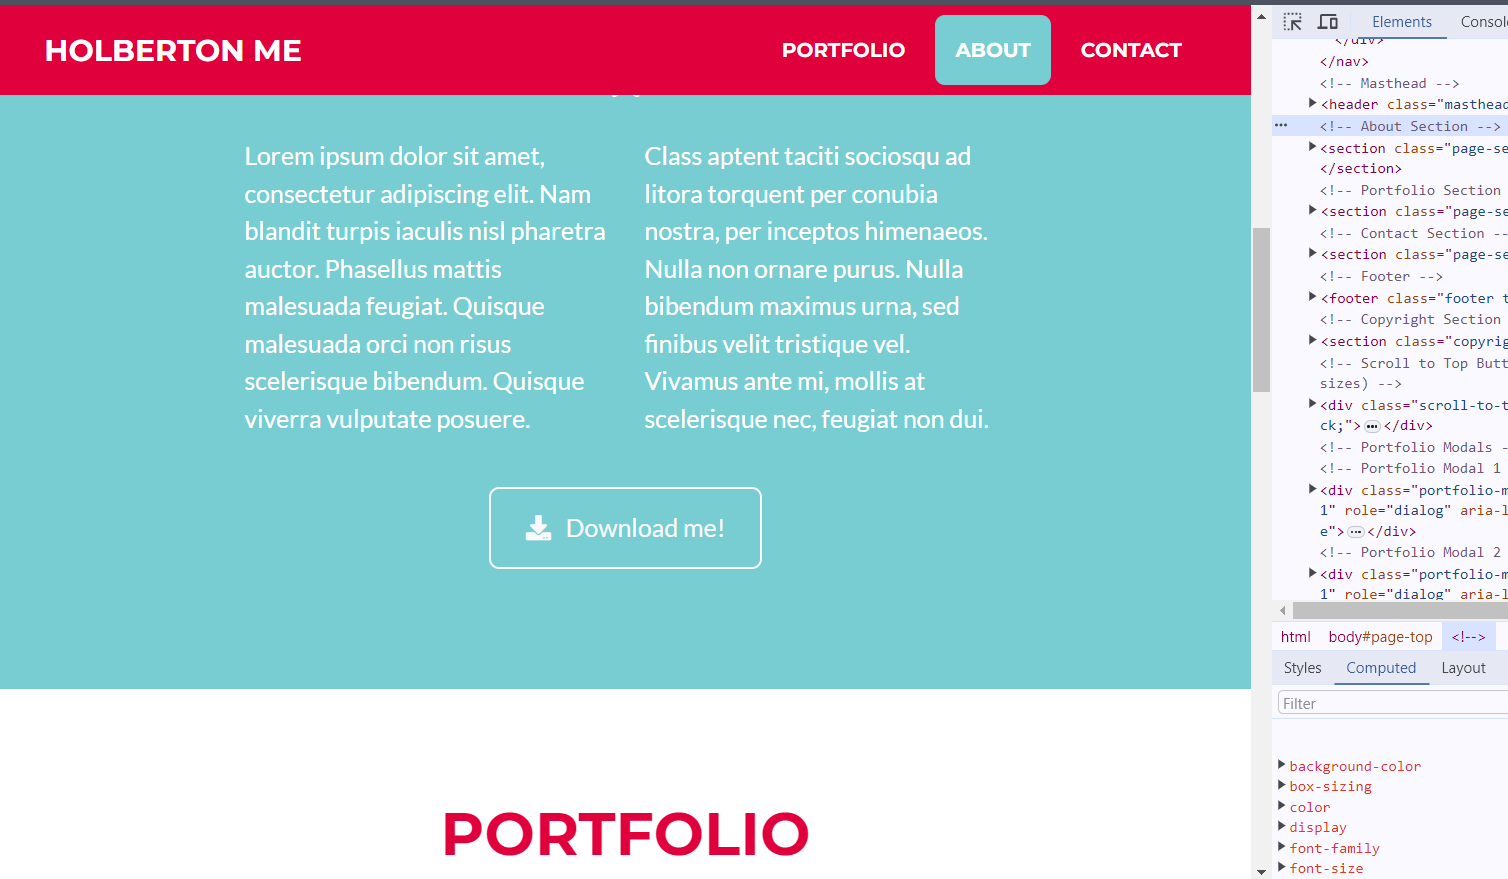 HOLBERTON ME
PORTFOLIO
ABOUT
CONTACT
Lorem ipsum dolor sit amet,
consectetur adipiscing elit. Nam
blandit turpis iaculis nisl pharetra
auctor. Phasellus mattis
malesuada feugiat. Quisque
malesuada orci non risus
scelerisque bibendum. Quisque
viverra vulputate posuere.
Class aptent taciti sociosqu ad
litora torquent per conubia
nostra, per inceptos himenaeos.
Nulla non ornare purus. Nulla
bibendum maximus urna, sed
finibus velit tristique vel.
Vivamus ante mi, mollis at
scelerisque nec, feugiat non dui.
Download me!
PORTFOLIO
Elements
Consol
</div>
</nav>
<!-- Masthead -->
<header class="masthead
<!-- About Section -->
<section class="page-se
</section>
<!-- Portfolio Section
<section class="page-se
<!-- Contact Section --
<section class="page-se
<!-- Footer -->
<footer class="footer t
<!-- Copyright Section
<section class="copyrig
<!-- Scroll to Top Butt
sizes) -->
<div class="scroll-to-t
ck;">…</div>
<!-- Portfolio Modals -
<!-- Portfolio Modal 1
<div class="portfolio-m
1" role="dialog" aria-l
e">…</div>
<!-- Portfolio Modal 2
<div class="portfolio-m
1" role="dialog" aria-l
html body#page-top <!-->
Styles Computed Layout
Filter
background-color
box-sizing
color
display
font-family
font-size